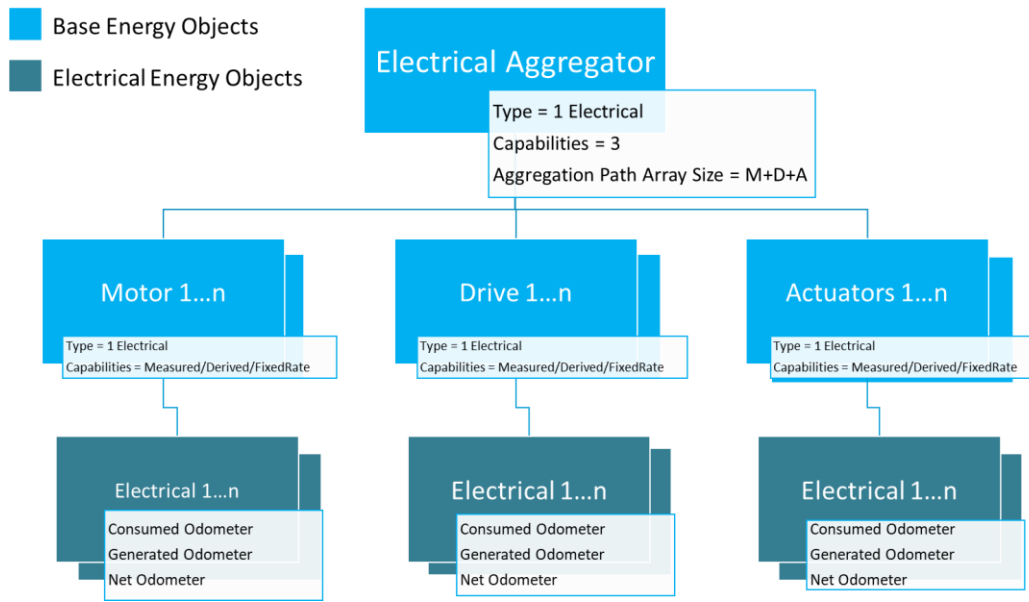 Base Energy Objects
Electrical Energy Objects
Electrical Aggregator
Type = 1 Electrical
Capabilities = 3
Aggregation Path Array Size = M+D+A
Motor 1...n
Type = 1 Electrical
Capabilities = Measured/Derived/FixedRate
Drive 1...n
Type = 1 Electrical
Capabilities = Measured/Derived/FixedRate
Actuators 1...n
Type = 1 Electrical
Capabilities = Measured/Derived/FixedRate
Electrical 1...n
Consumed Odometer
Generated Odometer
Net Odometer
Electrical 1...n
Consumed Odometer
Generated Odometer
Net Odometer
Electrical 1...n
Consumed Odometer
Generated Odometer
Net Odometer